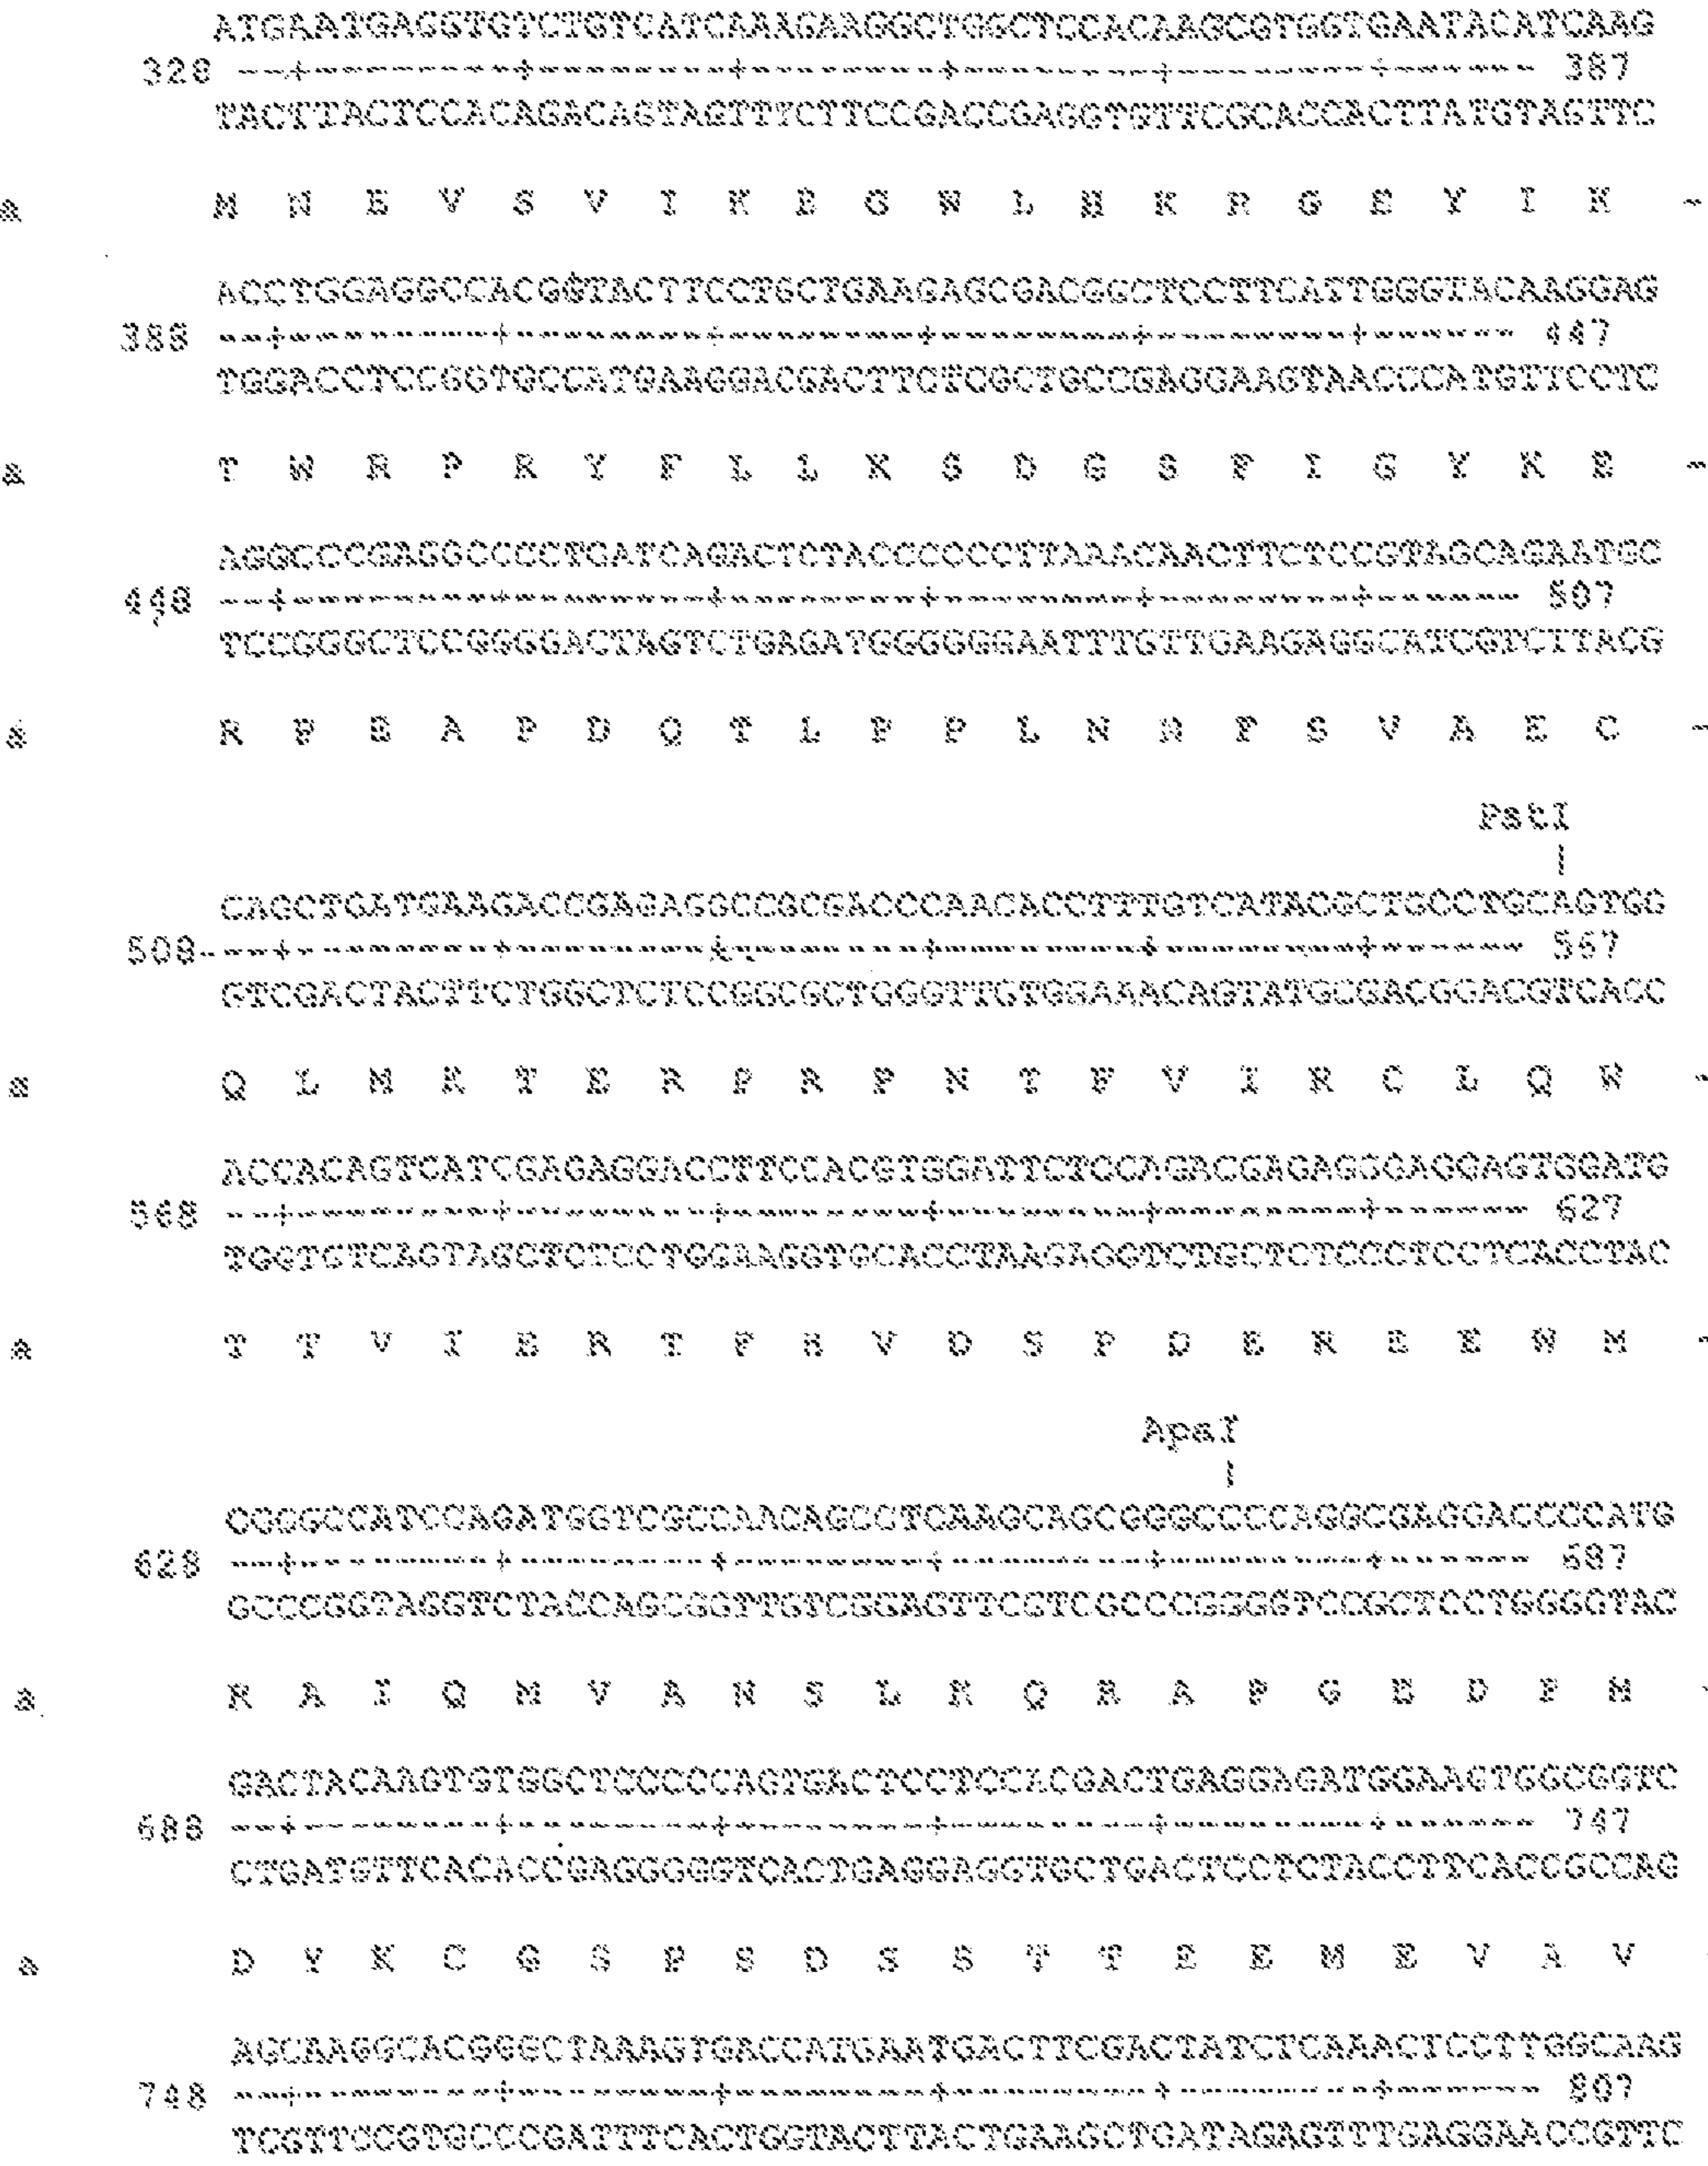 ATGAATGAGGTGTCTGTCATCAAAGAAGGCTGGCTCCACAAGCGTGGTGAATACATCAAG
328 --+---------+---------+---------+---------+---------+------- 387
TACTTACTCCACAGACAGTAGTTTCTTCCGACCGAGGTGTTCGCACCACTTATGTAGTTC
a M N E V S V I K E G W L H K R G E Y I K -
ACCTGGAGGCCACGGTACTTCCTGCTGAAGAGCGACGGCTCCTTCATTGGGTACAAGGAG
388 --+---------+---------+---------+---------+---------+------- 447
TGGACCTCCGGTGCCATGAAGGACGACTTCTCGCTGCCGAGGAAGTAACCCATGTTCCTC
a T W R P R Y F L L K S D G S F I G Y K E -
AGGCCCGAGGCCCCTGATCAGACTCTACCCCCCTTAAACAACTTCTCCGTAGCAGAATGC
448 --+---------+---------+---------+---------+---------+------- 507
TCCGGGCTCCGGGGACTAGTCTGAGATGGGGGGAATTTGTTGAAGAGGCATCGTCTTACG
a R P E A P D Q T L P P L N N F S V A E C -
PstI
|
CAGCTGATGAAGACCGAGAGGCCGCGACCCAACACCTTTGTCATACGCTGCCTGCAGTGG
508 --+---------+---------+---------+---------+---------+------- 567
GTCGACTACTTCTGGCTCTCCGGCGCTGGGTTGTGGAAACAGTATGCGACGGACGTCACC
a Q L M K T E R P R P N T F V I R C L Q W -
ACCACAGTCATCGAGAGGACCTTCCACGTGGATTCTCCAGACGAGAGGGAGGAGTGGATG
568 --+---------+---------+---------+---------+---------+------- 627
TGGTGTCAGTAGCTCTCCTGGAAGGTGCACCTAAGAGGTCTGCTCTCCCTCCTCACCTAC
a T T V I E R T F H V D S P D E R E E W M -
ApaI
|
CGGGCCATCCAGATGGTCGCCAACAGCCTCAAGCAGCGGGCCCCAGGCGAGGACCCCATG
628 --+---------+---------+---------+---------+---------+------- 687
GCCCGGTAGGTCTACCAGCGGTTGTCGGAGTTCGTCGCCCGGGGTCCGCTCCTGGGGTAC
a R A I Q M V A N S L K Q R A P G E D P M -
GACTACAAGTGTGGCTCCCCCAGTGACTCCTCCACGACTGAGGAGATGGAAGTGGCGGTC
688 --+---------+---------+---------+---------+---------+------- 747
CTGATGTTCACACCGAGGGGGTCACTGAGGAGGTGCTGACTCCTCTACCTTCACCGCCAG
a D Y K C G S P S D S S T T E E M E V A V -
AGCAAGGCACGGGCTAAAGTGACCATGAATGACTTCGACTATCTCAAACTCCTTGGCAAG
748 --+---------+---------+---------+---------+---------+------- 807
TCGTTCCGTGCCCGATTTCACTGGTACTTACTGAAGCTGATAGAGTTTGAGGAACCGTTC